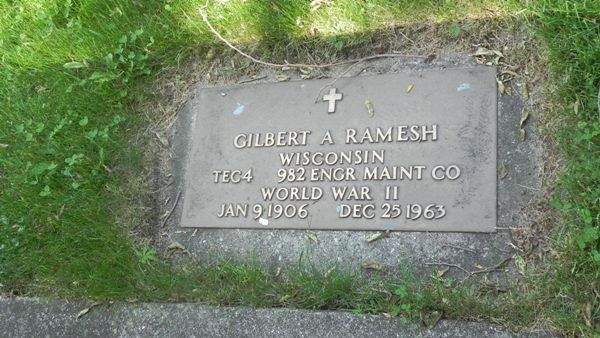 GILBERT A RAMESH
WISCONSIN
TEC4 982 ENGR MAINT CO
WORLD WAR II
JAN 9 1906 DEC 25 1963